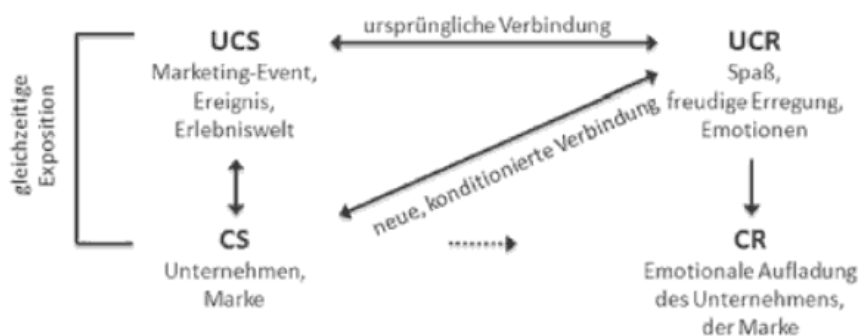 ursprüngliche Verbindung
UCS
UCR
Marketing-Event,
Ereignis,
Erlebniswelt
Spaß,
freudige Erregung,
Emotionen
gleichzeitige
Exposition
neue, konditionierte Verbindung
CS
Unternehmen,
Marke
CR
Emotionale Aufladung
des Unternehmens,
der Marke